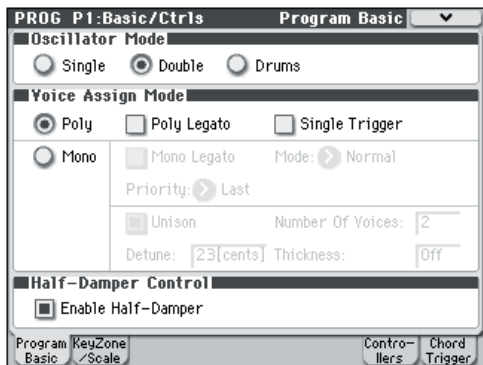 PROG P1:Basic/Ctrls Program Basic
Oscillator Mode
Single Double Drums
Voice Assign Mode
Poly Poly Legato Single Trigger
Mono Mono Legato Mode: Normal
Priority: Last
Unison Number Of Voices: 2
Detune: 23[cents] Thickness: Off
Half-Damper Control
Enable Half-Damper
Program Basic KeyZone /Scale Contro- llers Chord Trigger